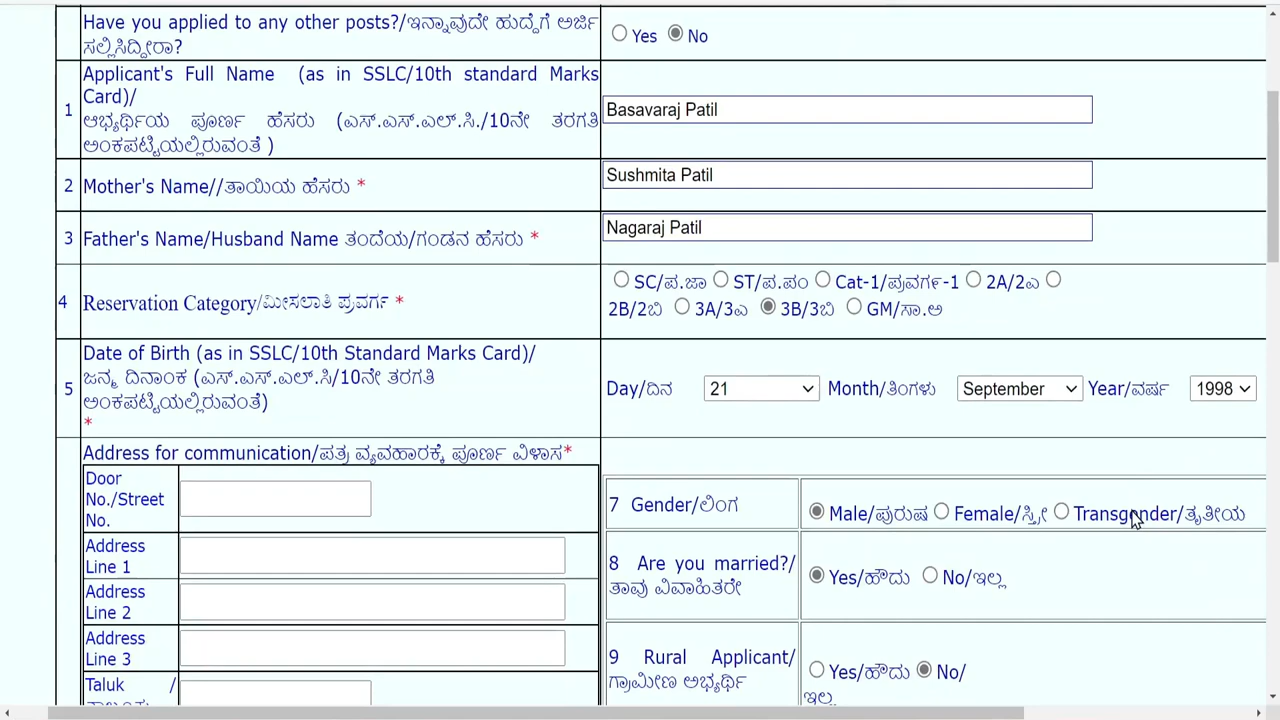 Have you applied to any other posts?/ಇನ್ನಾವುದೇ ಹುದ್ದೆಗೆ ಅರ್ಜಿ
ಸಲ್ಲಿಸಿದ್ದೀರಾ?
Yes No
Applicant's Full Name (as in SSLC/10th standard Marks
Card)/
1
ಅಭ್ಯರ್ಥಿಯ ಪೂರ್ಣ ಹೆಸರು (ಎಸ್.ಎಸ್.ಎಲ್.ಸಿ./10ನೇ ತರಗತಿ
ಅಂಕಪಟ್ಟಿಯಲ್ಲಿರುವಂತೆ )
Basavaraj Patil
2 Mother's Name//ತಾಯಿಯ ಹೆಸರು *
Sushmita Patil
3 Father's Name/Husband Name ತಂದೆಯ/ಗಂಡನ ಹೆಸರು *
Nagaraj Patil
4 Reservation Category/ಮೀಸಲಾತಿ ಪ್ರವರ್ಗ *
SC/ಪ.ಜಾ ST/ಪ.ಪಂ Cat-1/ಪ್ರವರ್ಗ-1 2A/2ಎ
2B/2ಬಿ 3A/3ಎ 3B/3ಬಿ GM/ಸಾ.ಅ
Date of Birth (as in SSLC/10th Standard Marks Card)/
5 ಜನ್ಮ ದಿನಾಂಕ (ಎಸ್.ಎಸ್.ಎಲ್.ಸಿ/10ನೇ ತರಗತಿ
ಅಂಕಪಟ್ಟಿಯಲ್ಲಿರುವಂತೆ)
*
Day/ದಿನ 21 Month/ತಿಂಗಳು September Year/ವರ್ಷ 1998
Address for communication/ಪತ್ರ ವ್ಯವಹಾರಕ್ಕೆ ಪೂರ್ಣ ವಿಳಾಸ*
Door
No./Street
No.
Address
Line 1
Address
Line 2
Address
Line 3
Taluk /
7 Gender/ಲಿಂಗ
Male/ಪುರುಷ Female/ಸ್ತ್ರೀ Transgender/ತೃತೀಯ
8 Are you married?/
ತಾವು ವಿವಾಹಿತರೇ
Yes/ಹೌದು No/ಇಲ್ಲ
9 Rural Applicant/
ಗ್ರಾಮೀಣ ಅಭ್ಯರ್ಥಿ
Yes/ಹೌದು No/
ಇಲ್ಲ